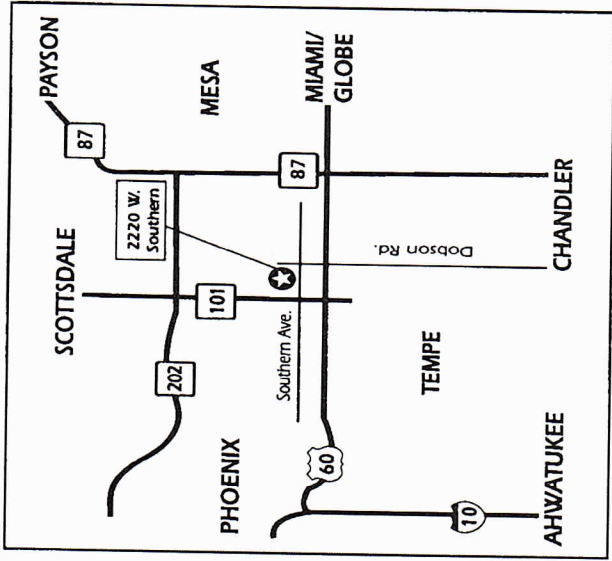 PAYSON
SCOTTSDALE
87
MESA
2220 W.
Southern
202
101
PHOENIX
87
MIAMI/
GLOBE
Southern Ave.
60
Dobson Rd.
TEMPE
10
AHWATUKEE
CHANDLER